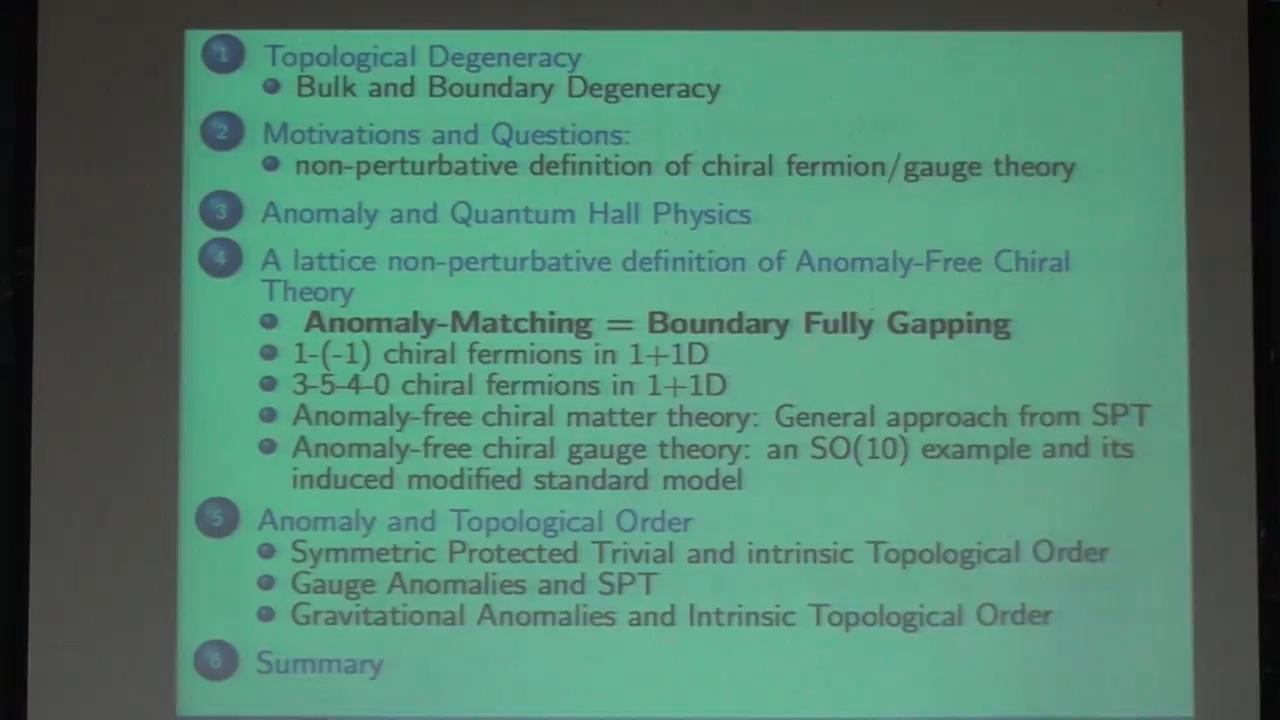 1 Topological Degeneracy
Bulk and Boundary Degeneracy
2 Motivations and Questions:
non-perturbative definition of chiral fermion/gauge theory
3 Anomaly and Quantum Hall Physics
4 A lattice non-perturbative definition of Anomaly-Free Chiral
Theory
Anomaly-Matching = Boundary Fully Gapping
1-(-1) chiral fermions in 1+1D
3-5-4-0 chiral fermions in 1+1D
Anomaly-free chiral matter theory: General approach from SPT
Anomaly-free chiral gauge theory: an SO(10) example and its
induced modified standard model
5 Anomaly and Topological Order
Symmetric Protected Trivial and intrinsic Topological Order
Gauge Anomalies and SPT
Gravitational Anomalies and Intrinsic Topological Order
6 Summary